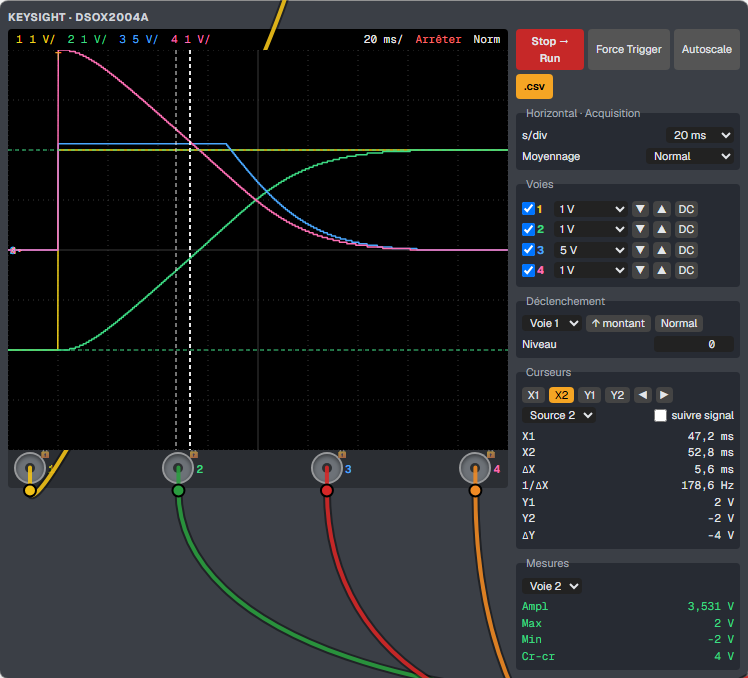 KEYSIGHT - DSOX2004A
1 1 V/ 2 1 V/ 3 5 V/ 4 1 V/ 20 ms/ Arrêter Norm
Stop →
Run
Force Trigger
Autoscale
.csv
Horizontal · Acquisition
s/div 20 ms
Moyennage Normal
Voies
1 1 V ▼ ▲ DC
2 1 V ▼ ▲ DC
3 5 V ▼ ▲ DC
4 1 V ▼ ▲ DC
Déclenchement
Voie 1 ↑ montant Normal
Niveau 0
Curseurs
X1 X2 Y1 Y2 ◀ ▶
Source 2 suivre signal
X1 47,2 ms
X2 52,8 ms
ΔX 5,6 ms
1/ΔX 178,6 Hz
Y1 2 V
Y2 -2 V
ΔY -4 V
Mesures
Voie 2
Ampl 3,531 V
Max 2 V
Min -2 V
Cr-cr 4 V
2
3
4